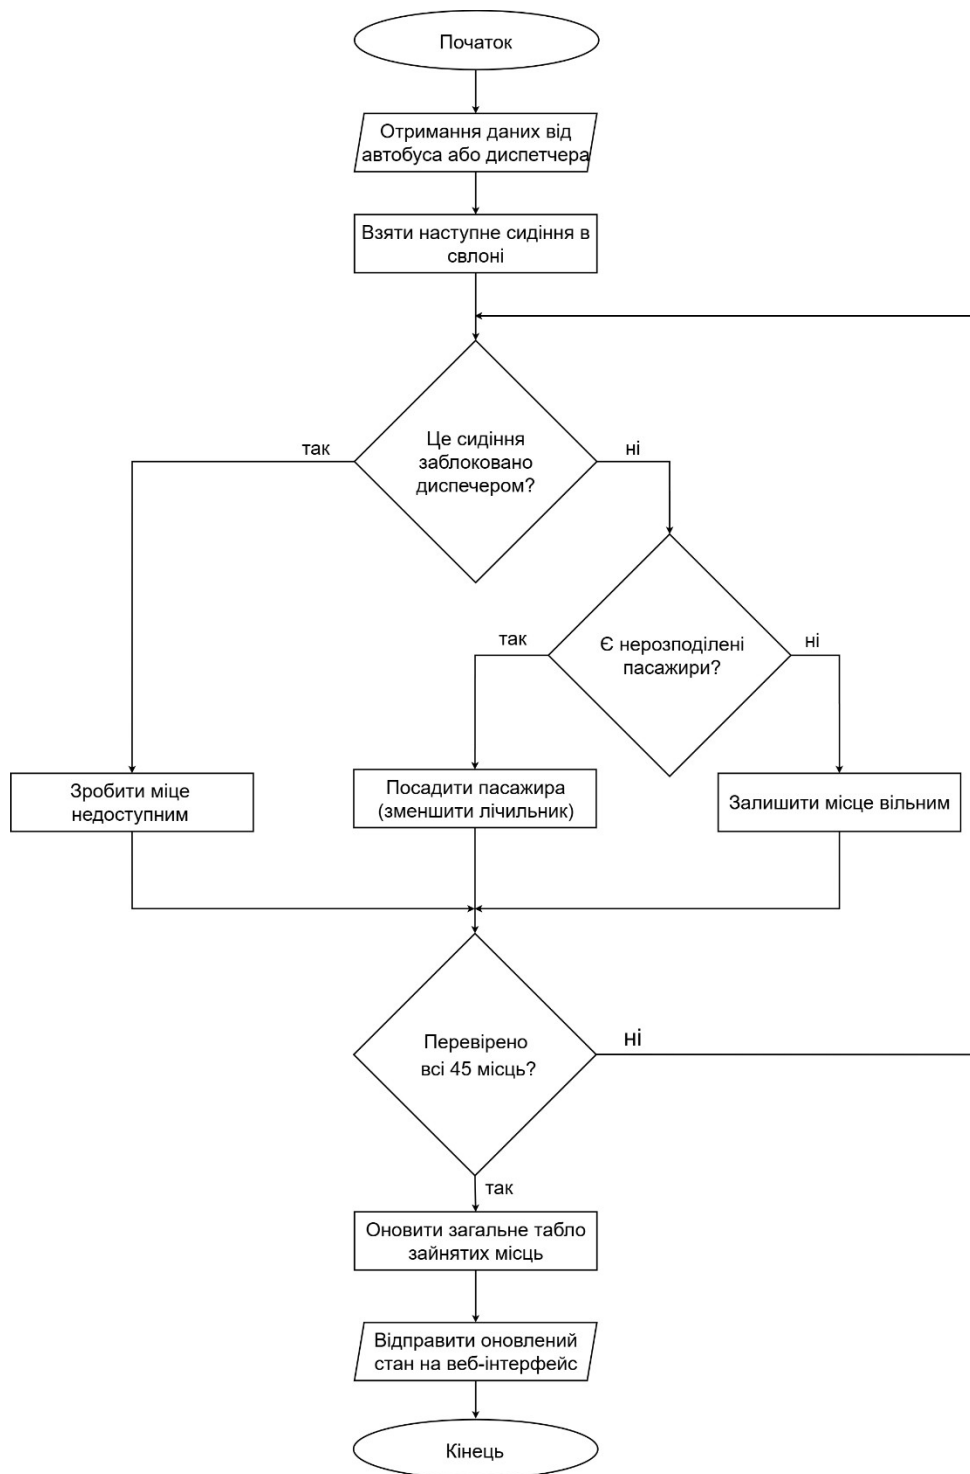 Початок
Отримання даних від
автобуса або диспетчера
Взяти наступне сидіння в
свлоні
Це сидіння
заблоковано
диспечером?
так
ні
Є нерозподілені
пасажири?
так
ні
Зробити міце
недоступним
Посадити пасажира
(зменшити лічильник)
Залишити місце вільним
Перевірено
всі 45 місць?
ні
так
Оновити загальне табло
зайнятих місць
Відправити оновлений
стан на веб-інтерфейс
Кінець